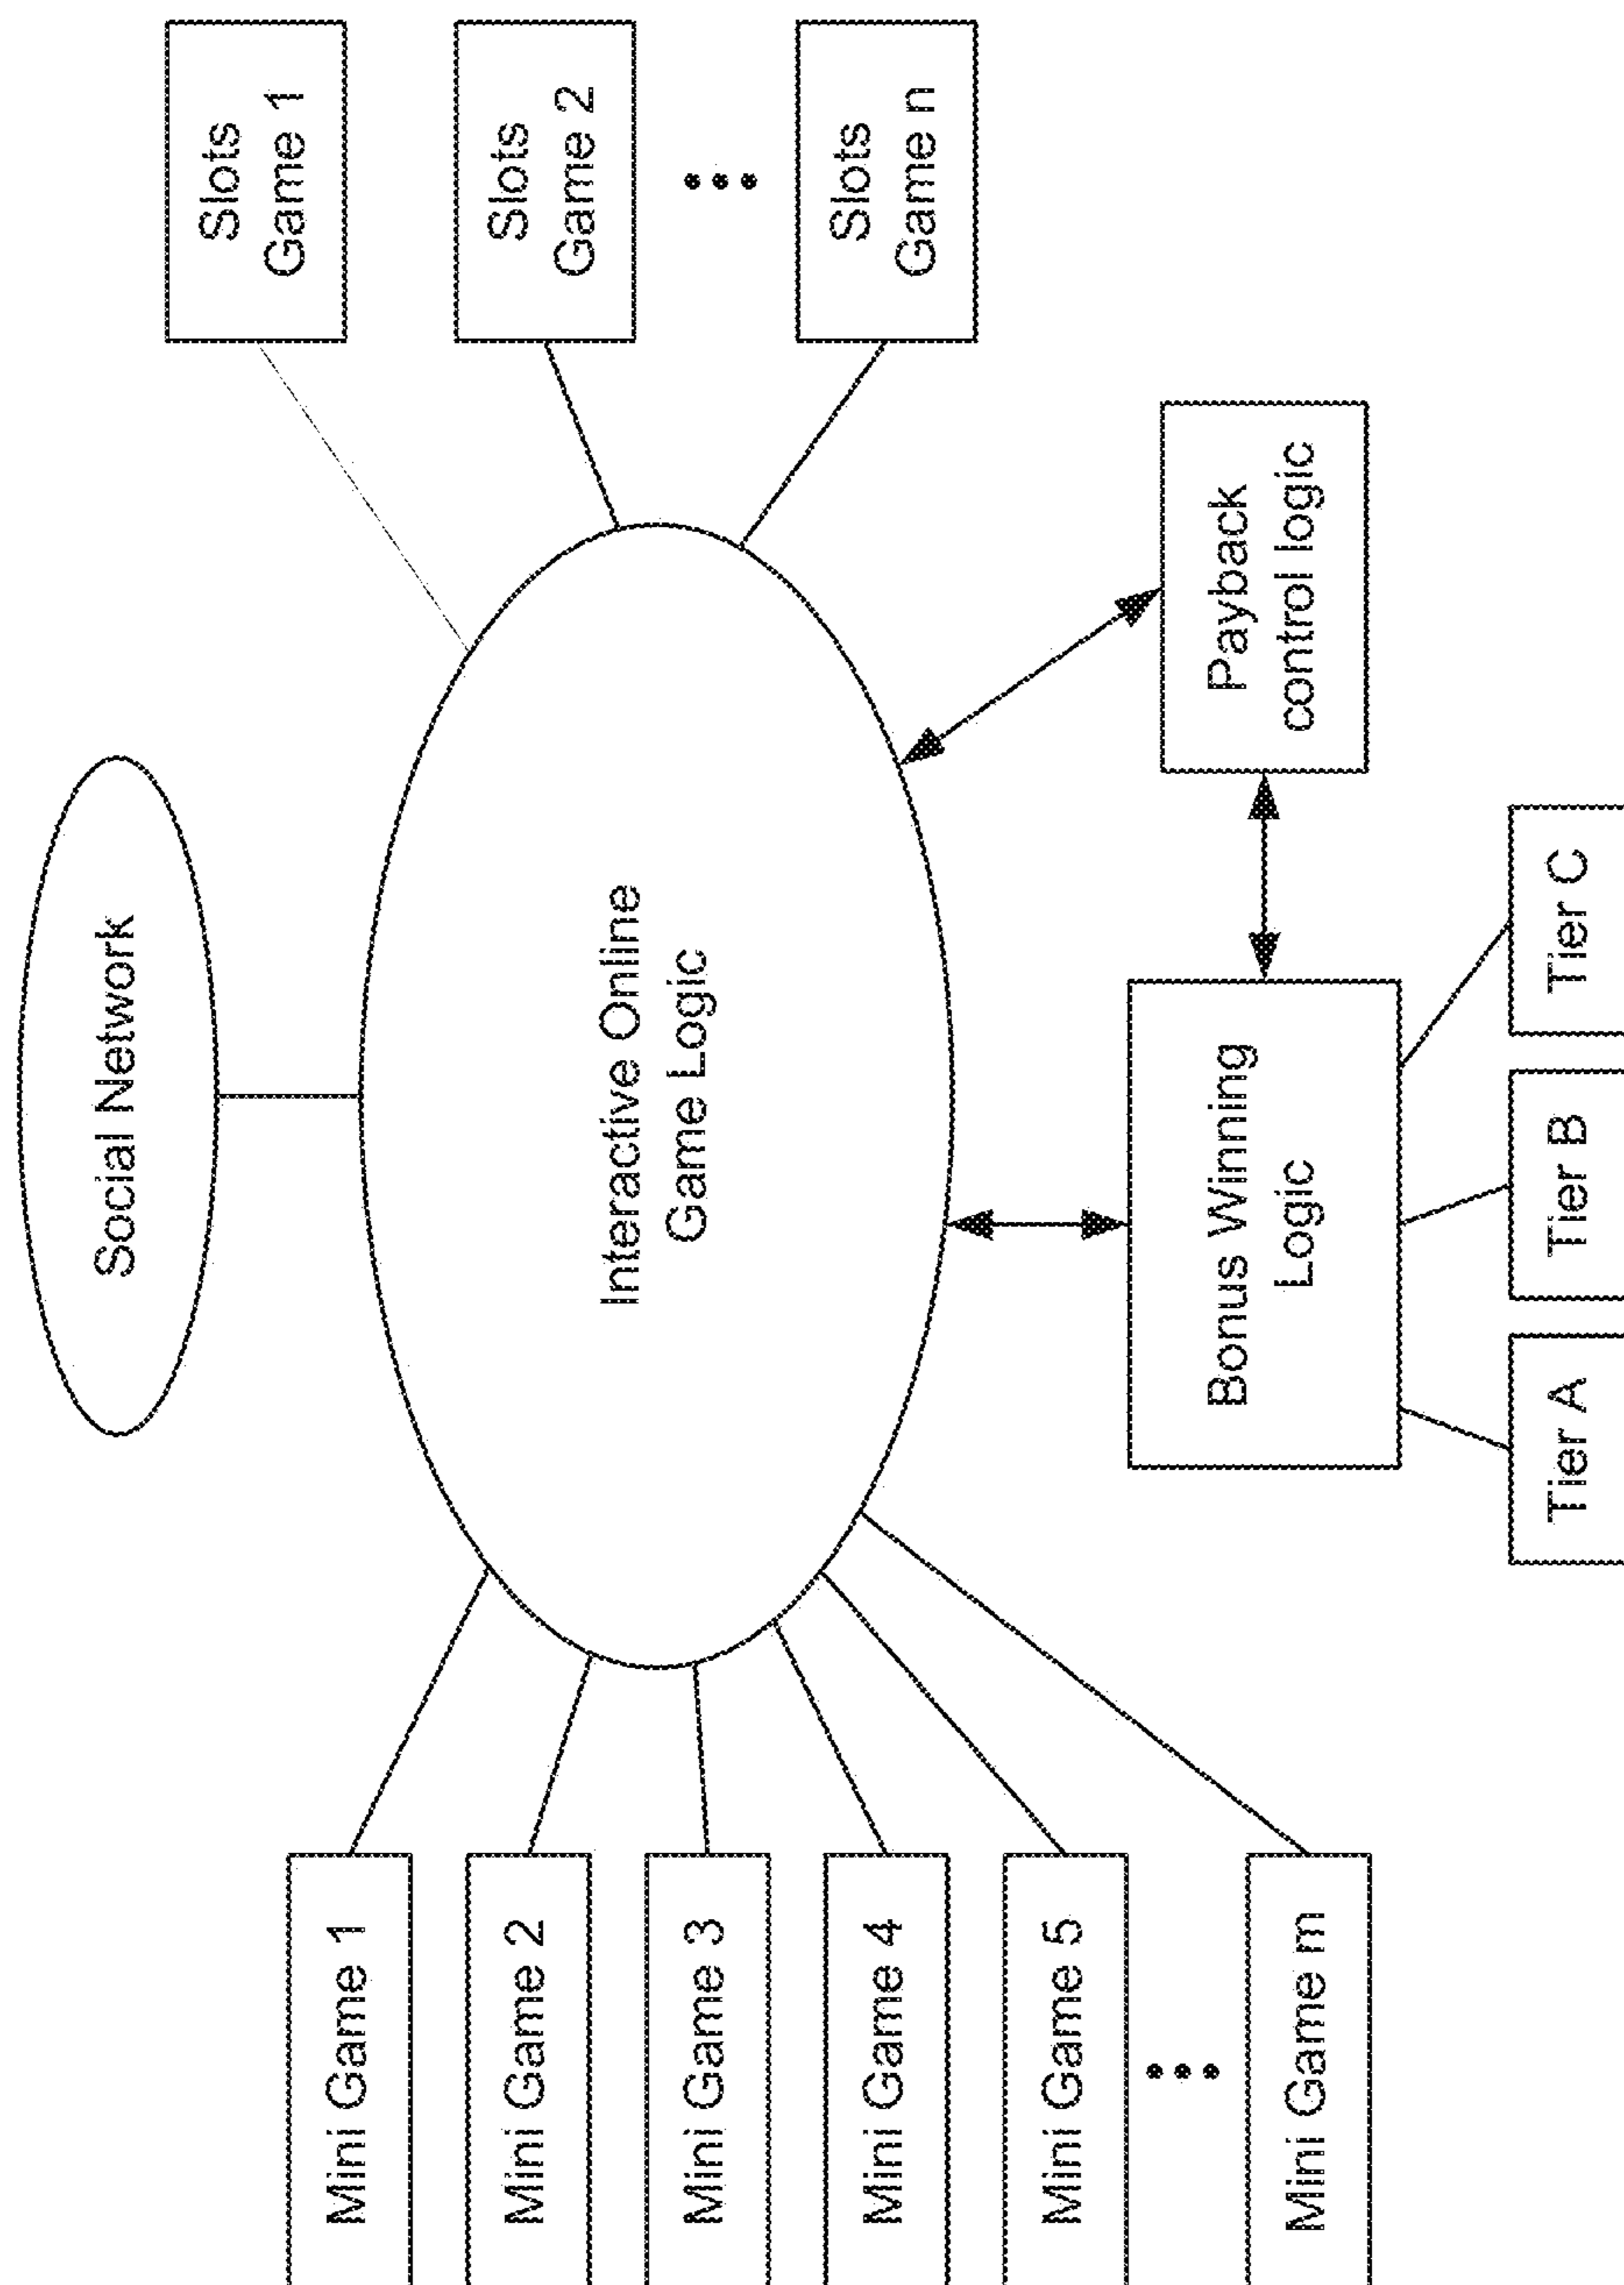 Social Network
Interactive Online
Game Logic
Mini Game 1
Mini Game 2
Mini Game 3
Mini Game 4
Mini Game 5
Mini Game m
Slots
Game 1
Slots
Game 2
Slots
Game n
Bonus Winning
Logic
Payback
control logic
Tier A
Tier B
Tier C